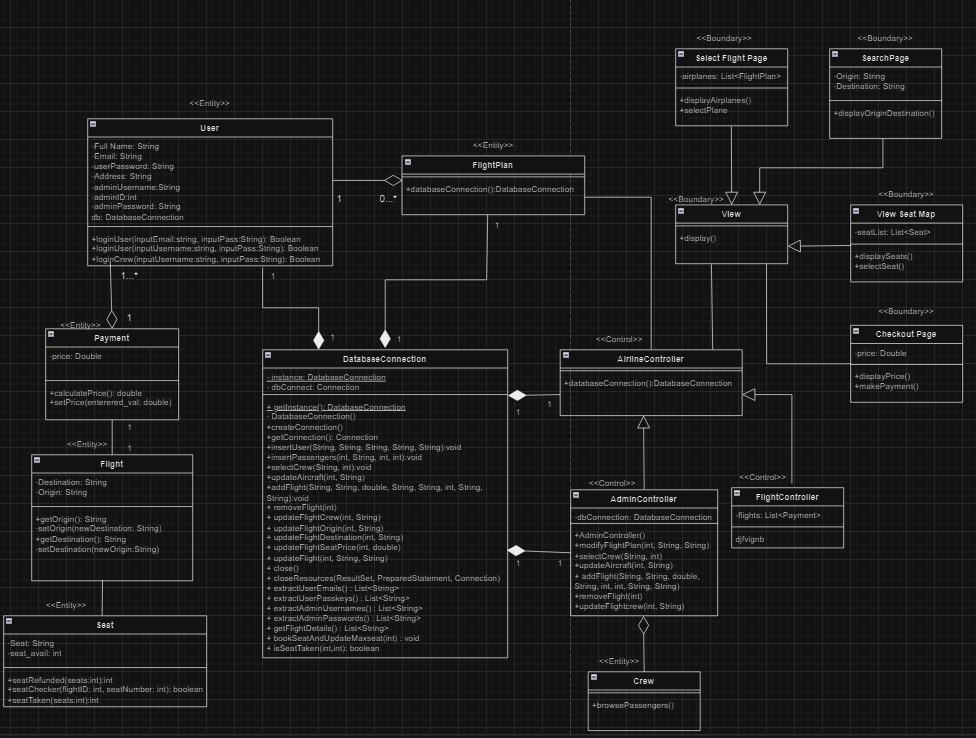 <<Entity>>
User
-Full Name: String
-Email: String
-userPassword: String
-Address: String
-adminUsername:String
-adminID:int
-adminPassword: String
db: DatabaseConnection
+loginUser(inputEmail:string, inputPass:String): Boolean
+loginUser(inputUsername:string, inputPass:String): Boolean
+loginCrew(inputUsername:string, inputPass:String): Boolean
1
0...*
1...*
1
1
<<Entity>>
FlightPlan
+databaseConnection():DatabaseConnection
1
<<Entity>>
Payment
-price: Double
+calculatePrice(): double
+setPrice(enterered_val: double)
1
1
<<Entity>>
Flight
-Destination: String
-Origin: String
+getOrigin(): String
-setOrigin(newDestination: String)
+getDestination(): String
-setDestination(newOrigin:String)
<<Entity>>
Seat
-Seat: String
-seat_avail: int
+seatRefunded(seats:int):int
+seatChecker(flightID: int, seatNumber: int): boolean
+seatTaken(seats:int):int
1
1
DatabaseConnection
- instance: DatabaseConnection
- dbConnect: Connection
+ getInstance(): DatabaseConnection
- DatabaseConnection()
+createConnection()
+getConnection(): Connection
+insertUser(String, String, String, String, String):void
+insertPassengers(int, String, int, int):void
+selectCrew(String, int):void
+updateAircraft(int, String)
+addFlight(String, String, double, String, String, int, String,
String):void
+ removeFlight(int)
+ updateFlightCrew(int, String)
+ updateFlightOrigin(int, String)
+ updateFlightDestination(int, String)
+ updateFlightSeatPrice(int, double)
+ updateFlight(int, String, String)
+ close()
+ closeResources(ResultSet, PreparedStatement, Connection)
+ extractUserEmails() : List<String>
+ extractUserPasskeys() : List<String>
+ extractAdminUsernames() : List<String>
+ extractAdminPasswords() : List<String>
+ getFlightDetails() : List<String>
+ bookSeatAndUpdateMaxseat(int) : void
+ isSeatTaken(int,int): boolean
1
1
1
1
<<Control>>
AirlineController
+databaseConnection():DatabaseConnection
<<Control>>
AdminController
-dbConnection: DatabaseConnection
+AdminController()
+modifyFlightPlan(int, String, String)
+selectCrew(String, int)
+updateAircraft(int, String)
+ addFlight(String, String, double,
String, int, int, String, String)
+removeFlight(int)
+updateFlightcrew(int, String)
<<Control>>
FlightController
-flights: List<Payment>
djfvignb
<<Entity>>
Crew
+browsePassengers()
<<Boundary>>
Select Flight Page
-airplanes: List<FlightPlan>
+displayAirplanes()
+selectPlane
<<Boundary>>
SearchPage
-Origin: String
-Destination: String
+displayOriginDestination()
<<Boundary>>
View
+display()
<<Boundary>>
View Seat Map
-seatList: List<Seat>
+displaySeats()
+selectSeat()
<<Boundary>>
Checkout Page
-price: Double
+displayPrice()
+makePayment()